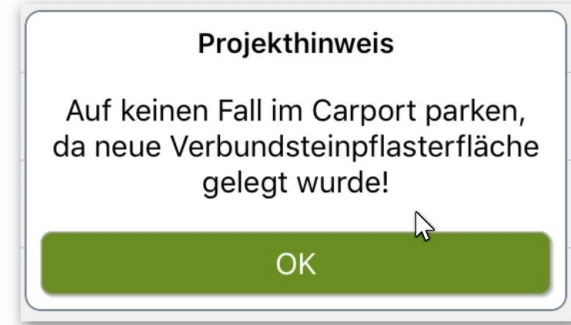 Projekthinweis
Auf keinen Fall im Carport parken,
da neue Verbundsteinpflasterfläche
gelegt wurde!
OK